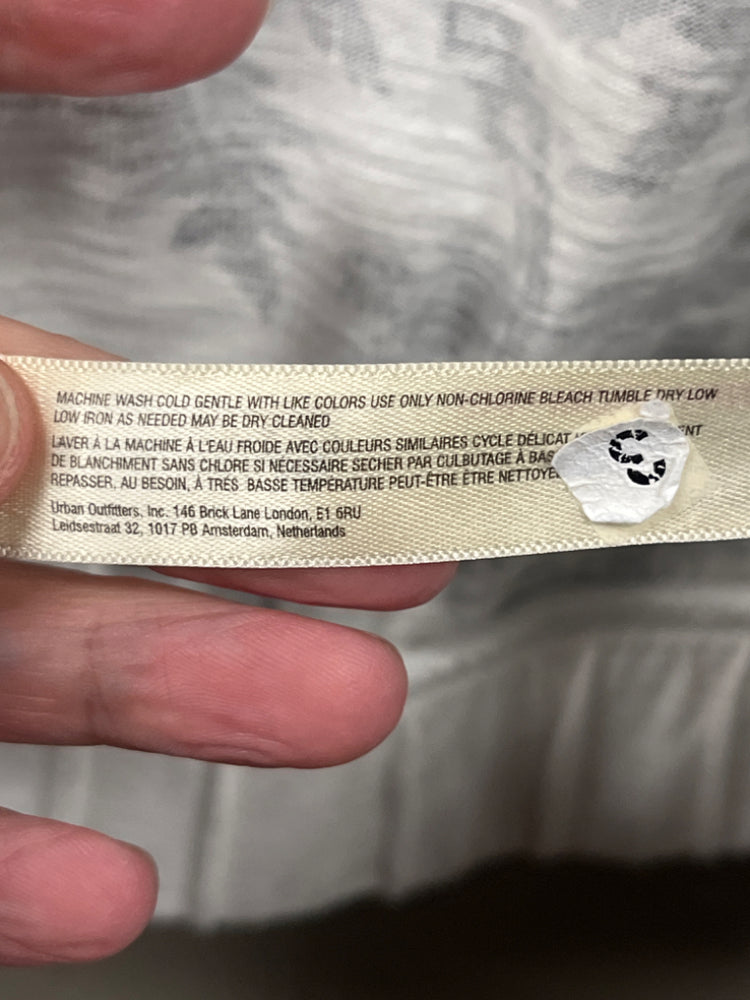 MACHINE WASH COLD GENTLE WITH LIKE COLORS USE ONLY NON-CHLORINE BLEACH TUMBLE DRY LOW
LOW IRON AS NEEDED MAY BE DRY CLEANED
LAVER À LA MACHINE À L'EAU FROIDE AVEC COULEURS SIMILAIRES CYCLE DÉLICAT
DE BLANCHIMENT SANS CHLORE SI NÉCESSAIRE SECHER PAR CULBUTAGE À
REPASSER, AU BESOIN, À TRÉS BASSE TEMPÉRATURE PEUT-ÊTRE ÊTRE
Urban Outfitters, Inc. 146 Brick Lane London, E1 6RU
Leidsestraat 32, 1017 PB Amsterdam, Netherlands